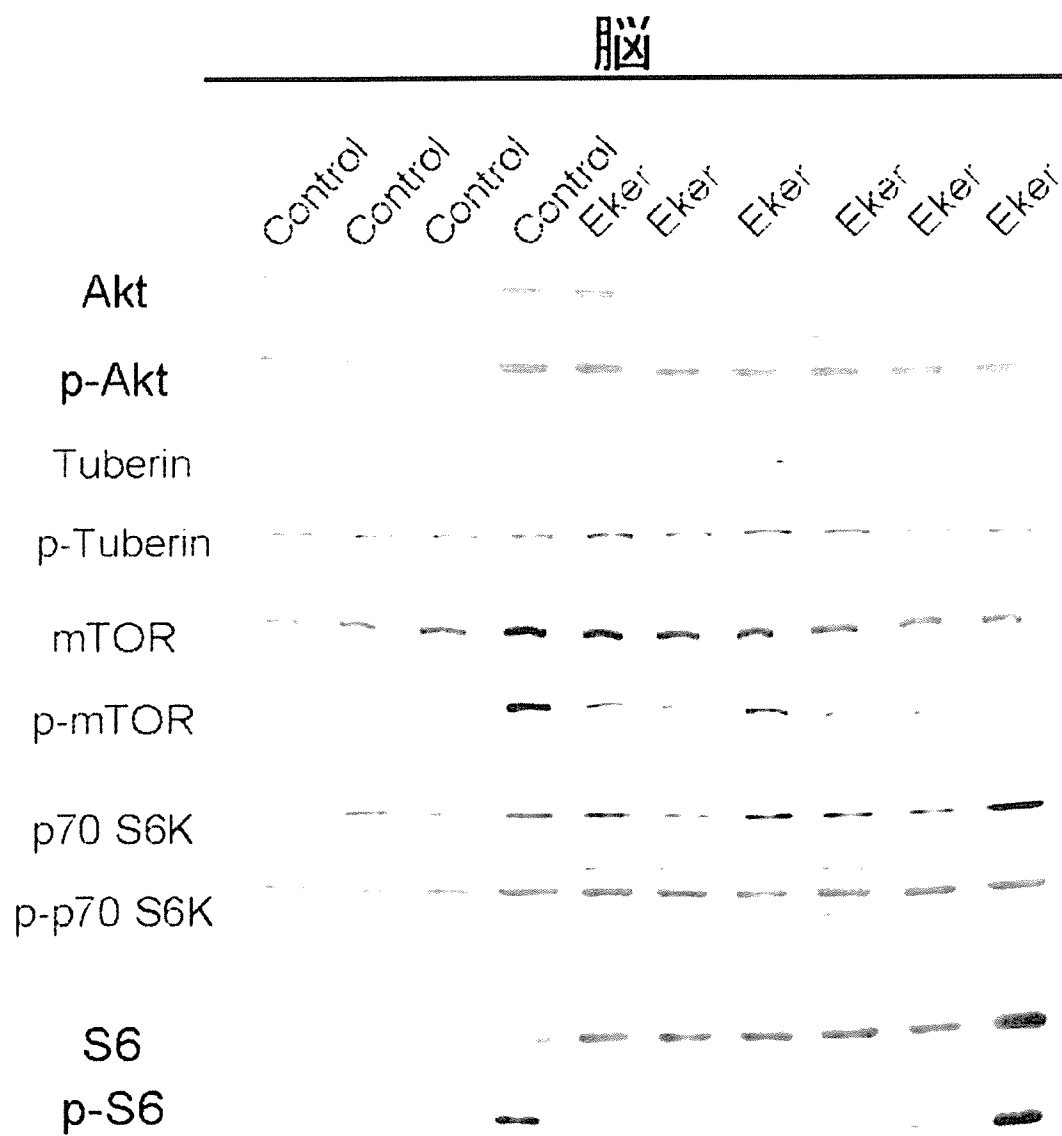 脳
Control Control Control Control Eker Eker Eker Eker Eker Eker
Akt
p-Akt
Tuberin
p-Tuberin
mTOR
p-mTOR
p70 S6K
p-p70 S6K
S6
p-S6